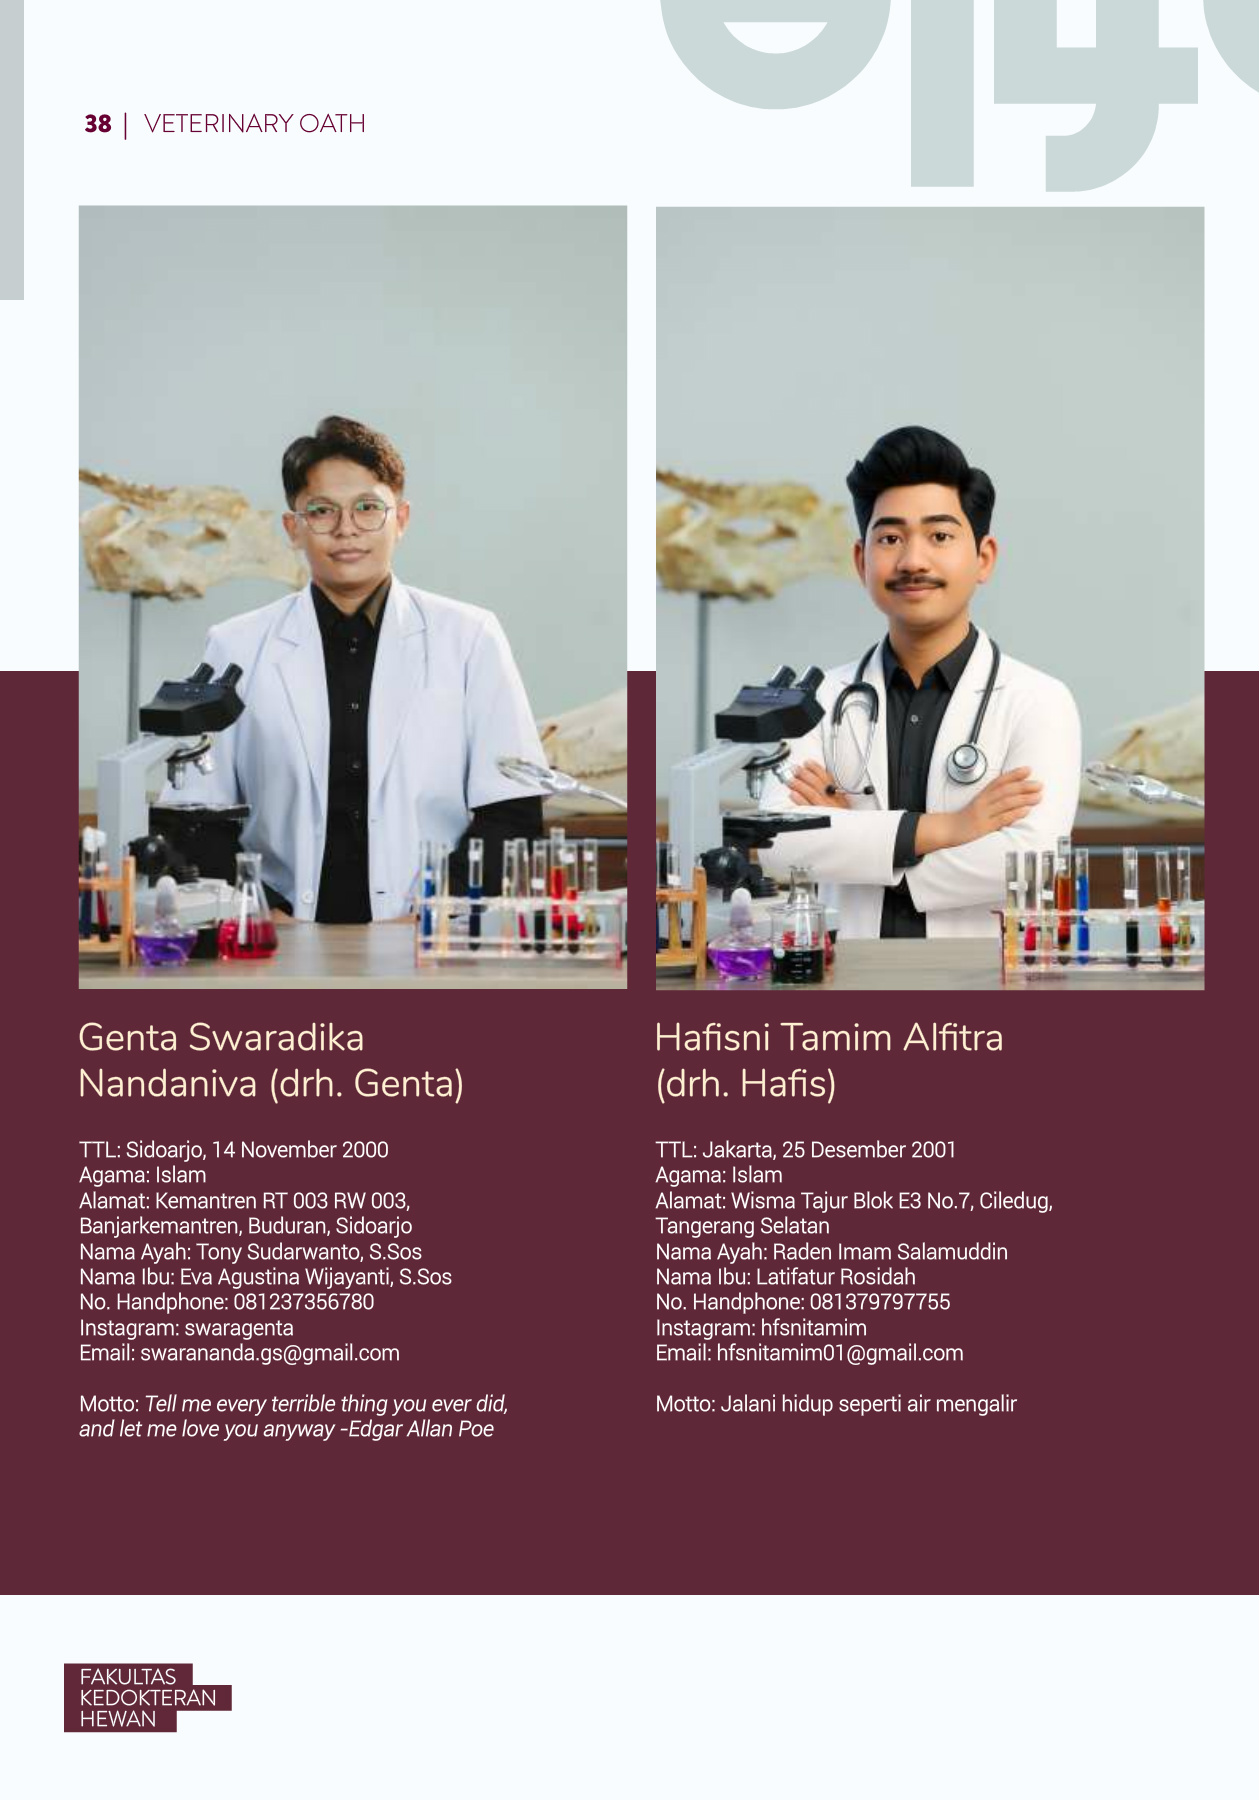 38 | VETERINARY OATH
Genta Swaradika
Nandaniva (drh. Genta)
TTL: Sidoarjo, 14 November 2000
Agama: Islam
Alamat: Kemantren RT 003 RW 003,
Banjarkemantren, Buduran, Sidoarjo
Nama Ayah: Tony Sudarwanto, S.Sos
Nama Ibu: Eva Agustina Wijayanti, S.Sos
No. Handphone: 081237356780
Instagram: swaragenta
Email: swarananda.gs@gmail.com
Motto: Tell me every terrible thing you ever did,
and let me love you anyway -Edgar Allan Poe
Hafisni Tamim Alfitra
(drh. Hafis)
TTL: Jakarta, 25 Desember 2001
Agama: Islam
Alamat: Wisma Tajur Blok E3 No.7, Ciledug,
Tangerang Selatan
Nama Ayah: Raden Imam Salamuddin
Nama Ibu: Latifatur Rosidah
No. Handphone: 081379797755
Instagram: hfsnitamim
Email: hfsnitamim01@gmail.com
Motto: Jalani hidup seperti air mengalir
FAKULTAS
KEDOKTERAN
HEWAN